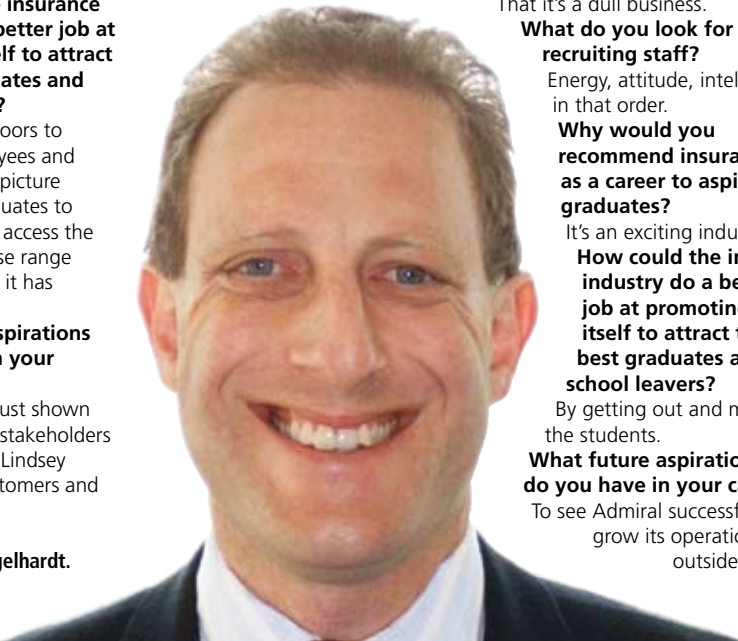 insurance
better job at
lf to attract
ates and
?
oors to
yees and
picture
uates to
access the
se range
it has
spirations
your
ust shown
stakeholders
Lindsey
tomers and
gelhardt.
That it's a dull business.
What do you look for
recruiting staff?
Energy, attitude, intel
in that order.
Why would you
recommend insura
as a career to aspi
graduates?
It's an exciting indu
How could the in
industry do a be
job at promoting
itself to attract t
best graduates a
school leavers?
By getting out and m
the students.
What future aspiratio
do you have in your ca
To see Admiral successf
grow its operatio
outside